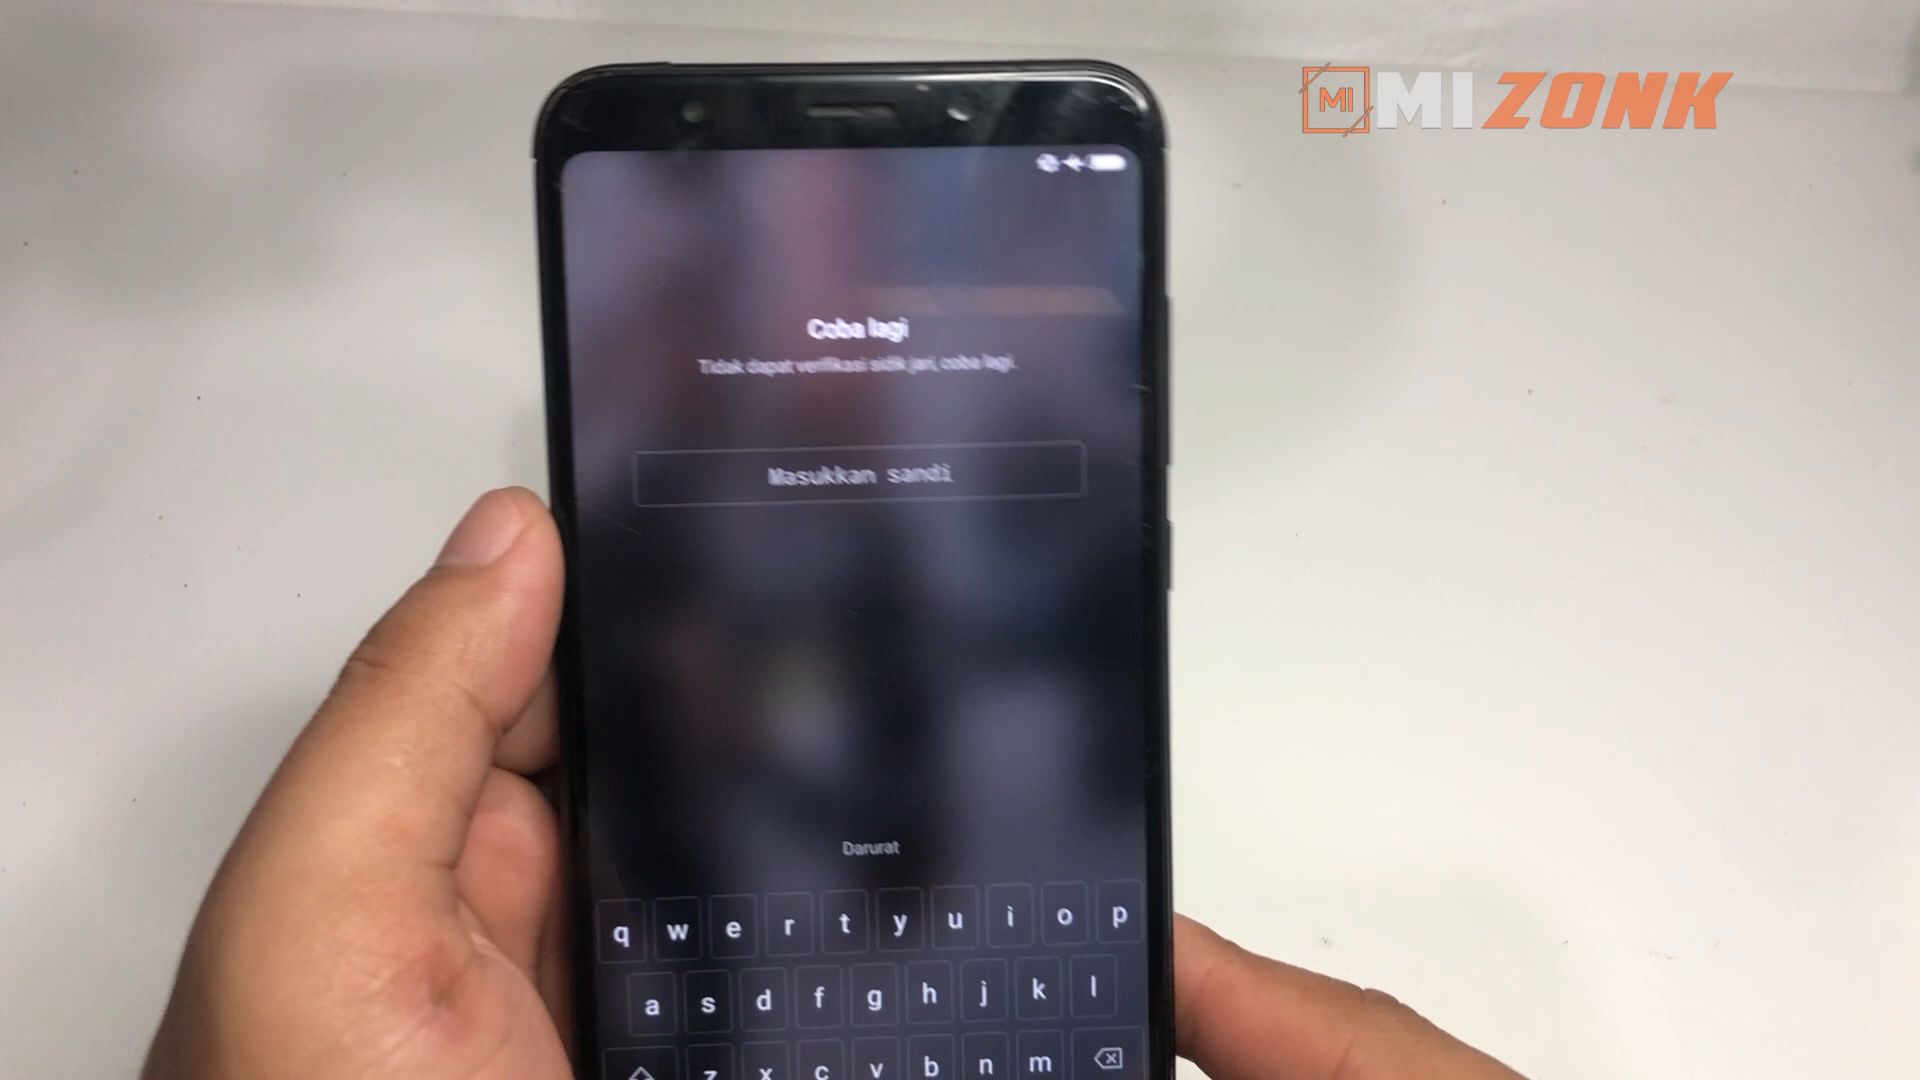 MI MIZONK
Coba lagi
Tidak dapat verifikasi sidik jari, coba lagi.
Masukkan sandi
Darurat
q w e r t y u i o p
a s d f g h j k l
z x c v b n m